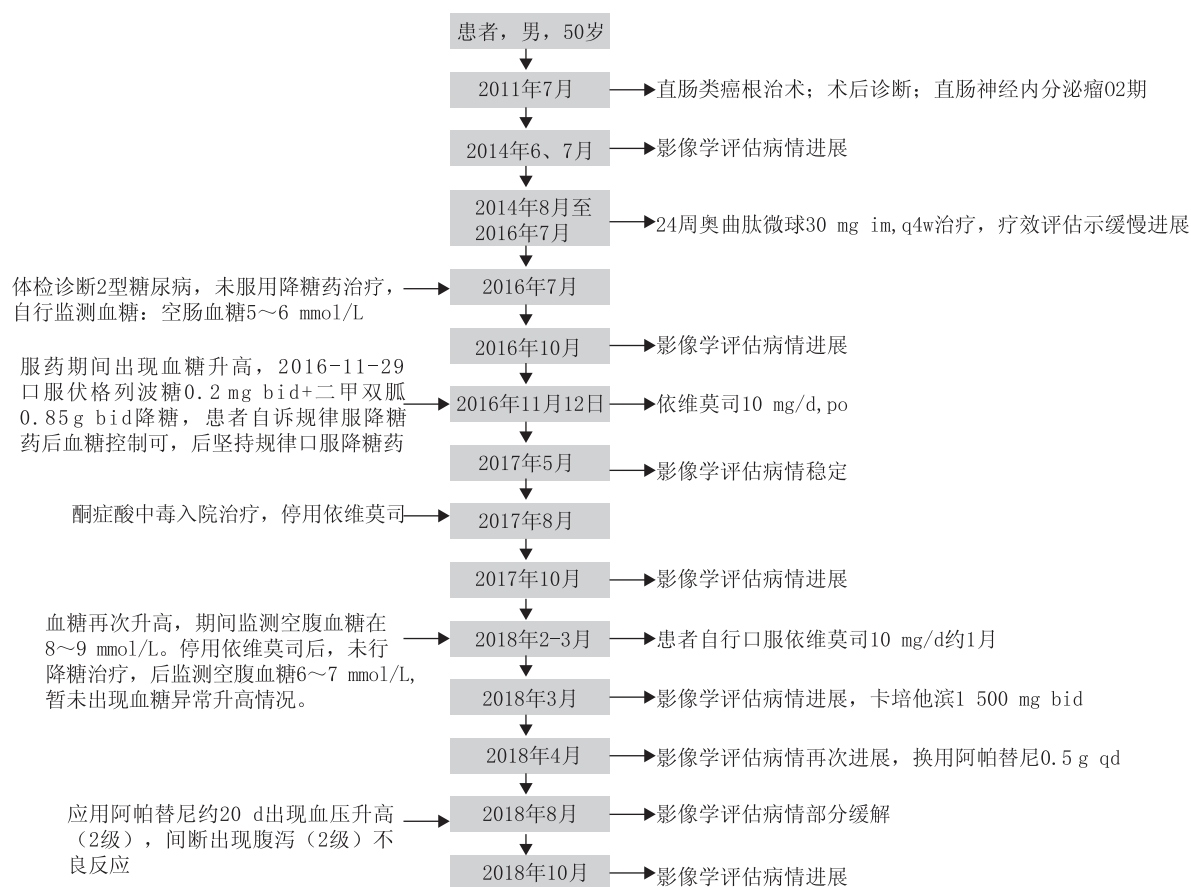 患者，男，50岁
2011年7月
直肠类癌根治术；术后诊断；直肠神经内分泌瘤02期
2014年6、7月
影像学评估病情进展
2014年8月至
2016年7月
24周奥曲肽微球30 mg im,q4w治疗，疗效评估示缓慢进展
体检诊断2型糖尿病，未服用降糖药治疗，
自行监测血糖：空肠血糖5～6 mmol/L
2016年7月
2016年10月
影像学评估病情进展
服药期间出现血糖升高，2016-11-29
口服伏格列波糖0.2 mg bid+二甲双胍
0.85g bid降糖，患者自诉规律服降糖
药后血糖控制可，后坚持规律口服降糖药
2016年11月12日
依维莫司10 mg/d,po
2017年5月
影像学评估病情稳定
酮症酸中毒入院治疗，停用依维莫司
2017年8月
2017年10月
影像学评估病情进展
血糖再次升高，期间监测空腹血糖在
8～9 mmol/L。停用依维莫司后，未行
降糖治疗，后监测空腹血糖6～7 mmol/L,
暂未出现血糖异常升高情况。
2018年2-3月
患者自行口服依维莫司10 mg/d约1月
2018年3月
影像学评估病情进展，卡培他滨1 500 mg bid
2018年4月
影像学评估病情再次进展，换用阿帕替尼0.5 g qd
应用阿帕替尼约20 d出现血压升高
（2级），间断出现腹泻（2级）不
良反应
2018年8月
影像学评估病情部分缓解
2018年10月
影像学评估病情进展